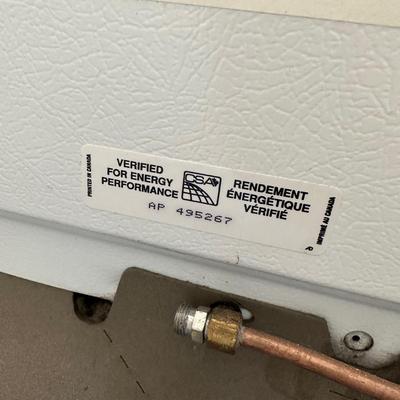 PRINTED IN CANADA
VERIFIED
FOR ENERGY
PERFORMANCE
CSA
RENDEMENT
ÉNERGÉTIQUE
VÉRIFIÉ
AP 495267
IMPRIMÉ AU CANADA